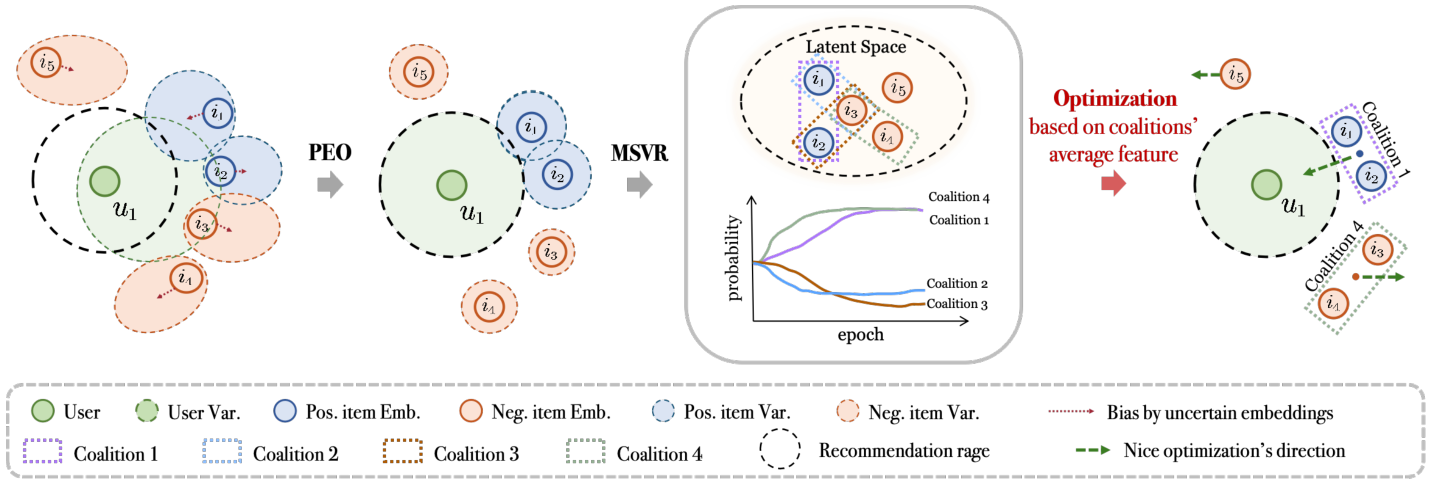 i5
i1
i2
u1
i3
i4
PEO
i5
i1
i2
u1
i3
i4
MSVR
Latent Space
i1
i5
i3
i2
i4
probability
Coalition 4
Coalition 1
Coalition 2
Coalition 3
epoch
Optimization
based on coalitions'
average feature
i5
Coalition 1
i1
i2
u1
Coalition 4
i3
i4
User
User Var.
Pos. item Emb.
Neg. item Emb.
Pos. item Var.
Neg. item Var.
Bias by uncertain embeddings
Coalition 1
Coalition 2
Coalition 3
Coalition 4
Recommendation rage
Nice optimization's direction